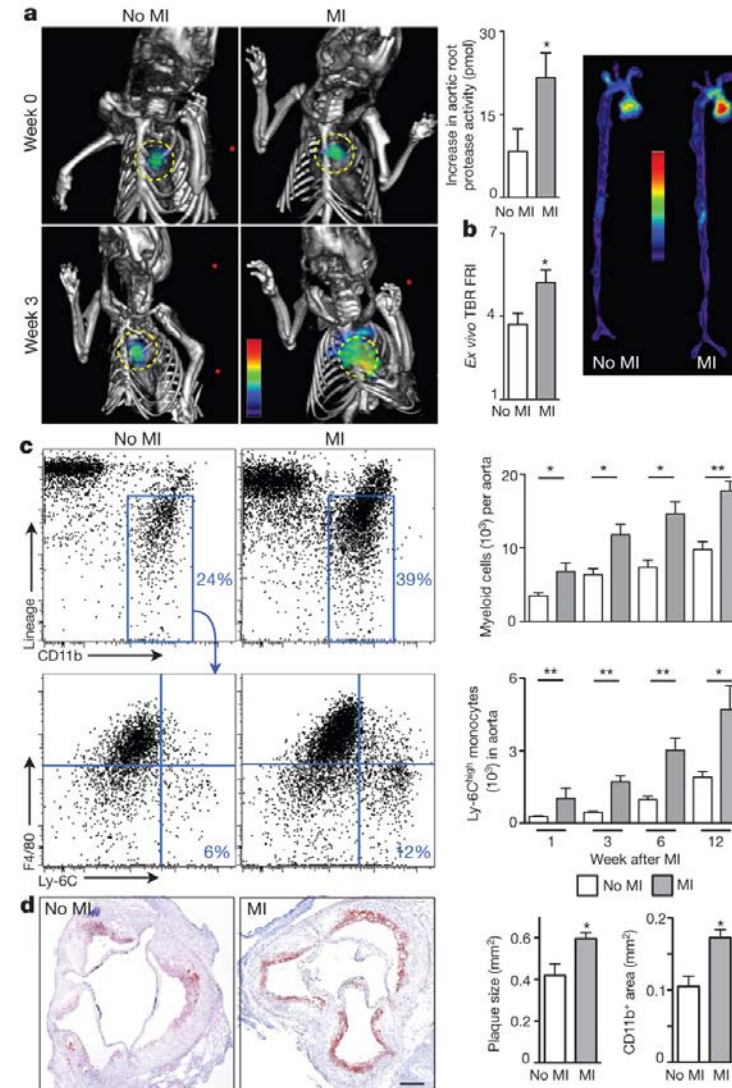 a
No MI
MI
Week 0
Week 3
Increase in aortic root
protease activity (pmol)
30
15
0
*
No MI MI
b
Ex vivo TBR FRI
7
4
1
*
No MI MI
No MI
MI
c
No MI
MI
24%
39%
Lineage
CD11b
6%
12%
F4/80
Ly-6C
Myeloid cells (10³) per aorta
20
10
0
* * * **
Ly-6Chigh monocytes
(10³) in aorta
6
3
0
** ** ** *
1 3 6 12
Week after MI
No MI MI
d
No MI
MI
Plaque size (mm²)
0.6
0.4
0
*
No MI MI
CD11b⁺ area (mm²)
0.2
0.1
0
*
No MI MI